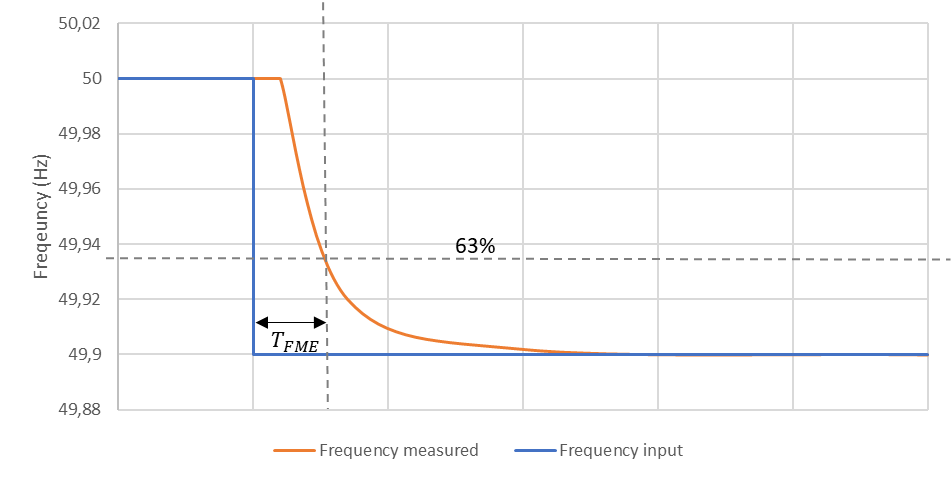 50,02
50
49,98
49,96
49,94
49,92
49,9
49,88
Freqeuncy (Hz)
63%
T_FME
Frequency measured
Frequency input